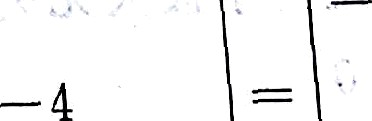 -4 | = |